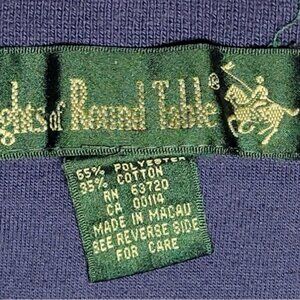 ghts of Round Table®
65% POLYESTER
35% COTTON
RN 63720
CA 00114
MADE IN MACAU
SEE REVERSE SIDE
FOR CARE